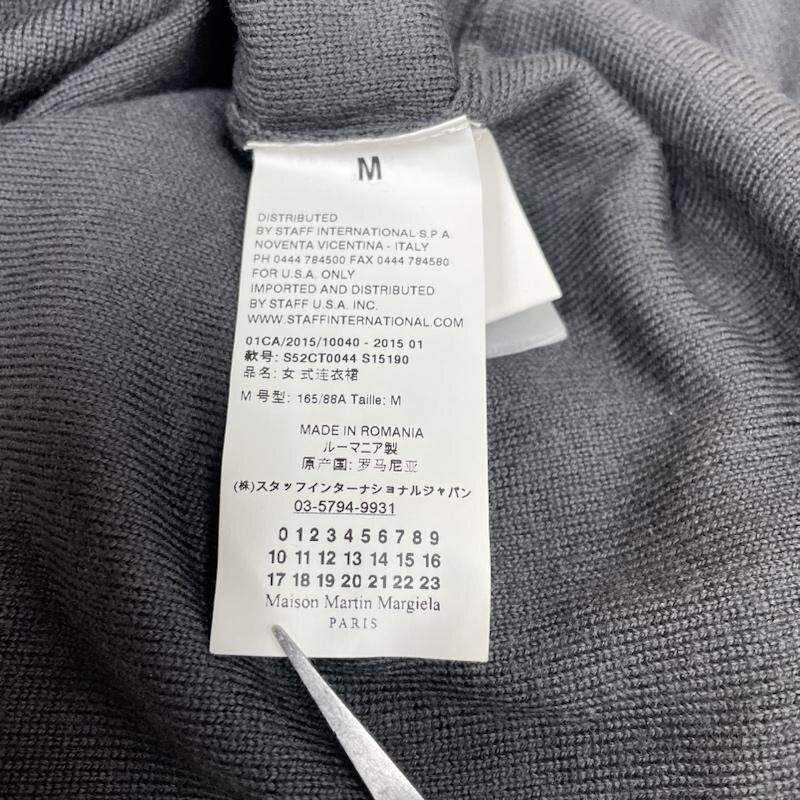 M
DISTRIBUTED
BY STAFF INTERNATIONAL S.P.A.
NOVENTA VICENTINA - ITALY
PH 0444 784500 FAX 0444 784580
FOR U.S.A. ONLY
IMPORTED AND DISTRIBUTED
BY STAFF U.S.A. INC.
WWW.STAFFINTERNATIONAL.COM
01CA/2015/10040 - 2015 01
款号: S52CT0044 S15190
品名: 女 式连衣裙
M 号型: 165/88A Taille: M
MADE IN ROMANIA
ルーマニア製
原产国: 罗马尼亚
(株)スタッフインターナショナルジャパン
03-5794-9931
0 1 2 3 4 5 6 7 8 9
10 11 12 13 14 15 16
17 18 19 20 21 22 23
Maison Martin Margiela
PARIS